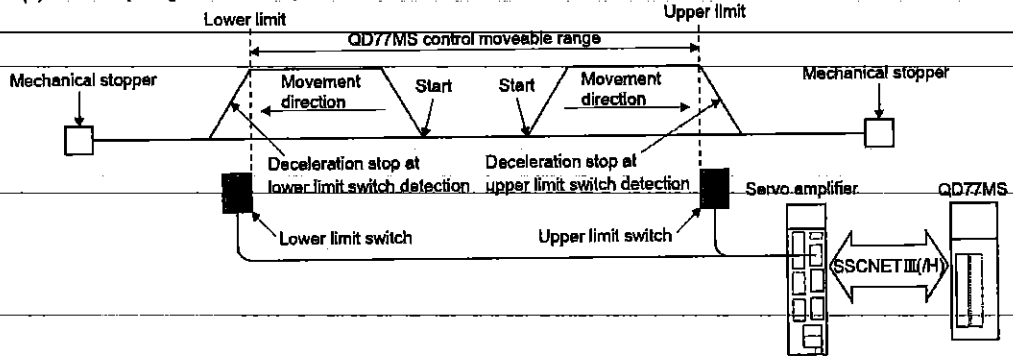 Lower limit
Upper limit
QD77MS control moveable range
Mechanical stopper
Movement
direction
Start
Start
Movement
direction
Mechanical stopper
Deceleration stop at
lower limit switch detection
Deceleration stop at
upper limit switch detection
Servo amplifier
QD77MS
Lower limit switch
Upper limit switch
SSCNETⅢ(/H)